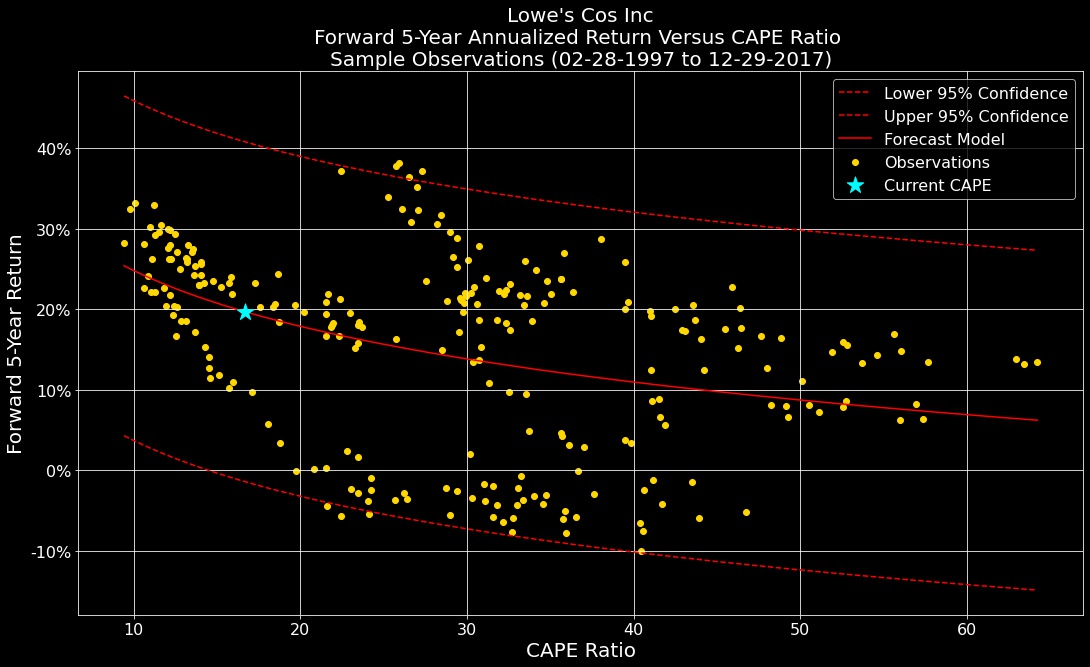 Lowe's Cos Inc
Forward 5-Year Annualized Return Versus CAPE Ratio
Sample Observations (02-28-1997 to 12-29-2017)
Lower 95% Confidence
Upper 95% Confidence
Forecast Model
Observations
Current CAPE
Forward 5-Year Return
40%
30%
20%
10%
0%
-10%
10
20
30
40
50
60
CAPE Ratio